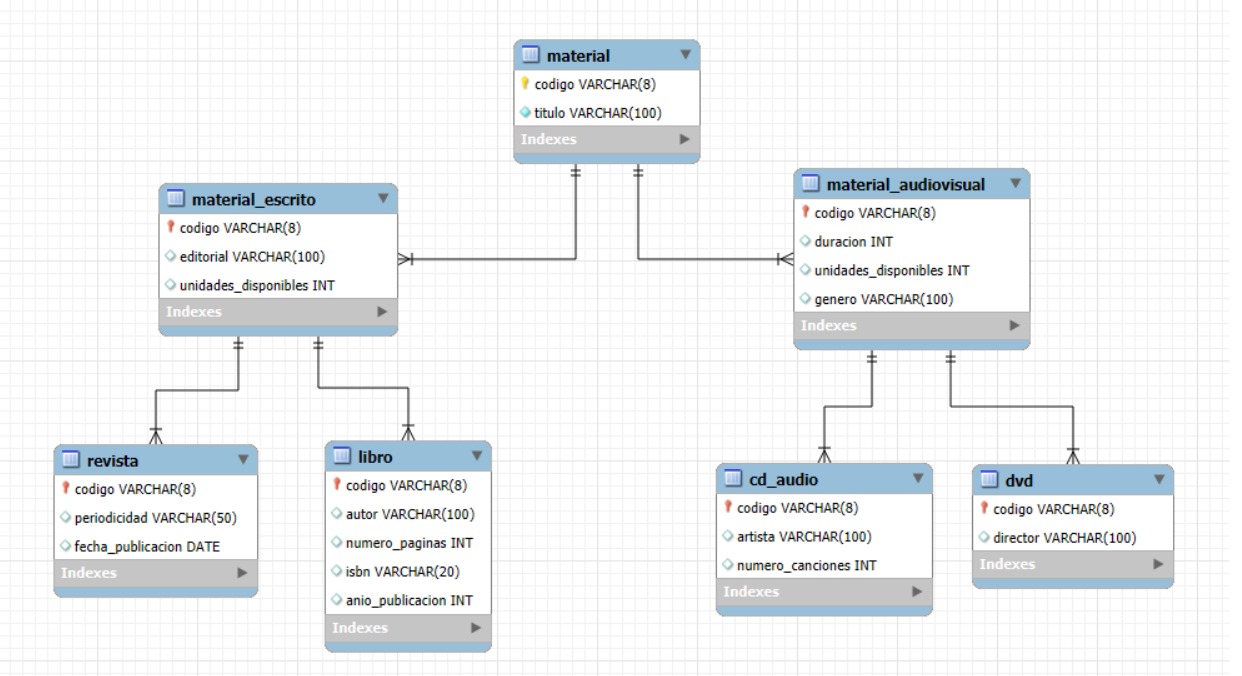 material
codigo VARCHAR(8)
titulo VARCHAR(100)
Indexes
material_escrito
codigo VARCHAR(8)
editorial VARCHAR(100)
unidades_disponibles INT
Indexes
material_audiovisual
codigo VARCHAR(8)
duracion INT
unidades_disponibles INT
genero VARCHAR(100)
Indexes
revista
codigo VARCHAR(8)
periodicidad VARCHAR(50)
fecha_publicacion DATE
Indexes
libro
codigo VARCHAR(8)
autor VARCHAR(100)
numero_paginas INT
isbn VARCHAR(20)
anio_publicacion INT
Indexes
cd_audio
codigo VARCHAR(8)
artista VARCHAR(100)
numero_canciones INT
Indexes
dvd
codigo VARCHAR(8)
director VARCHAR(100)
Indexes